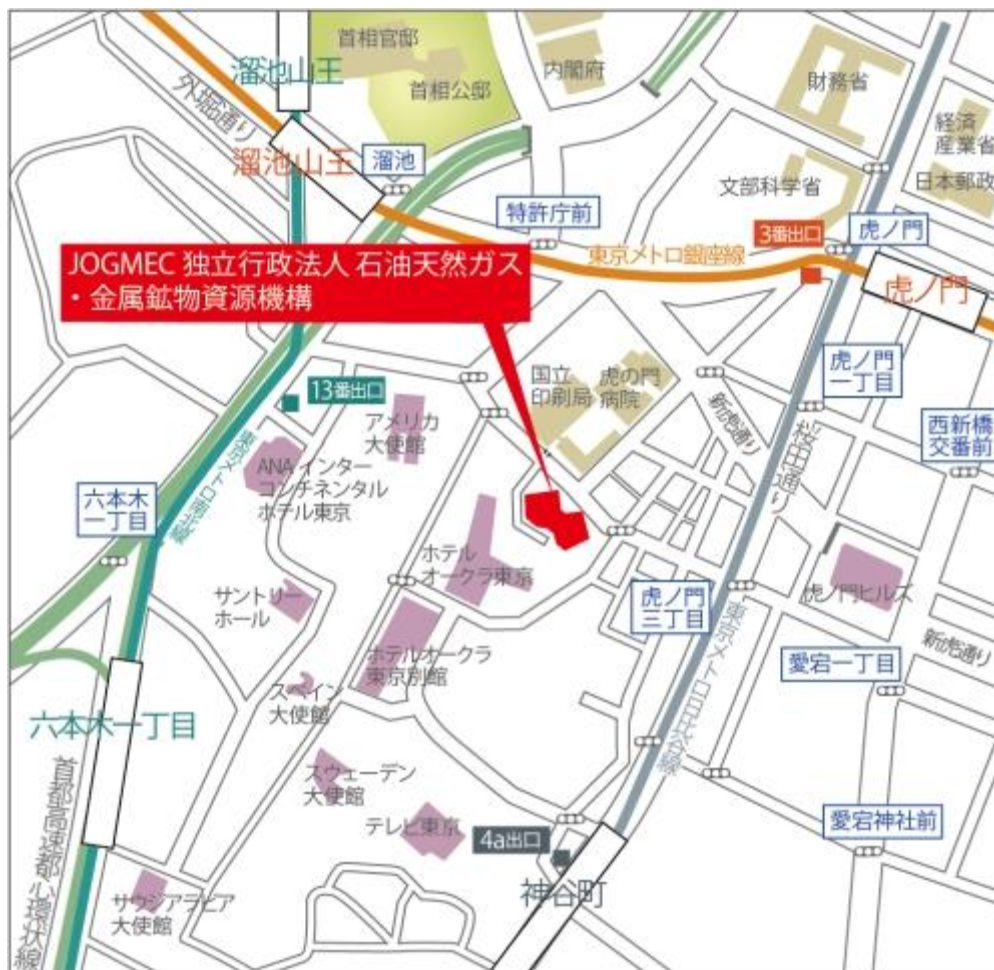 首相官邸
溜池山王
首相公邸
内閣府
財務省
経済
産業省
外堀通り
溜池山王
溜池
文部科学省
日本郵政
特許庁前
3番出口
虎ノ門
JOGMEC 独立行政法人 石油天然ガス
・金属鉱物資源機構
東京メトロ銀座線
虎ノ門
国立
印刷局
虎の門
病院
虎ノ門
一丁目
13番出口
アメリカ
大使館
新虎通り
桜田通り
西新橋
交番前
東京メトロ南北線
ANAインター
コンチネンタル
ホテル東京
六本木
一丁目
ホテル
オークラ東京
サントリー
ホール
虎ノ門
三丁目
虎ノ門ヒルズ
東京メトロ日比谷線
新虎通り
ホテルオークラ
東京別館
愛宕一丁目
スペイン
大使館
六本木一丁目
スウェーデン
大使館
首都高速都心環状線
テレビ東京
4a出口
愛宕神社前
神谷町
サウジアラビア
大使館